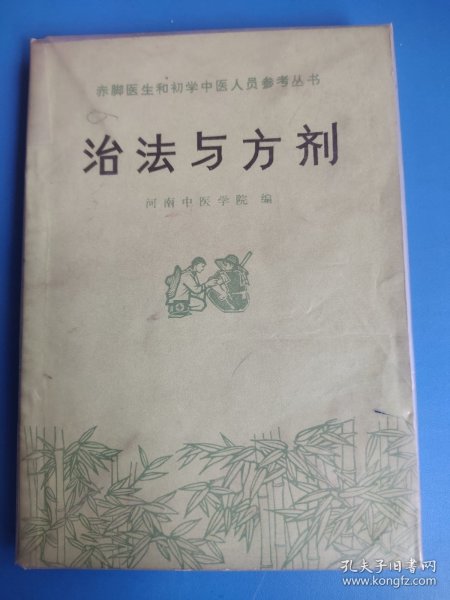 赤脚医生和初学中医人员参考丛书
治法与方剂
河南中医学院 编
孔夫子旧书网
www.kongfz.com